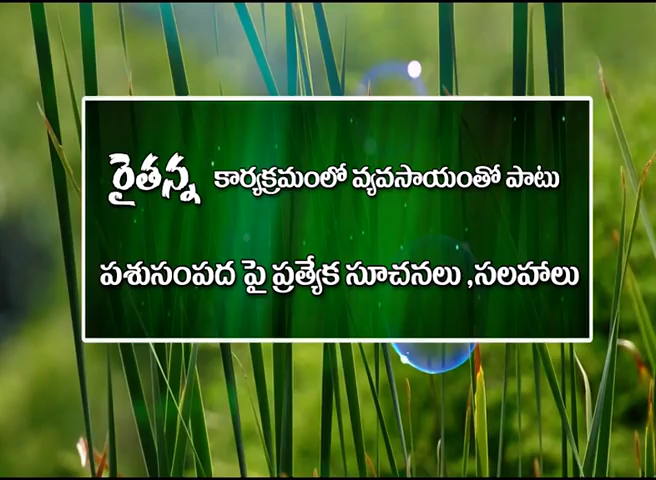 రైతన్న కార్యక్రమంలో వ్యవసాయంతో పాటు
పశుసంపద పై ప్రత్యేక సూచనలు ,సలహాలు